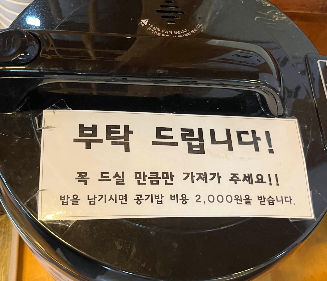 부탁 드립니다!
꼭 드실 만큼만 가져가 주세요!!
밥을 남기시면 공기밥 비용 2,000원을 받습니다.